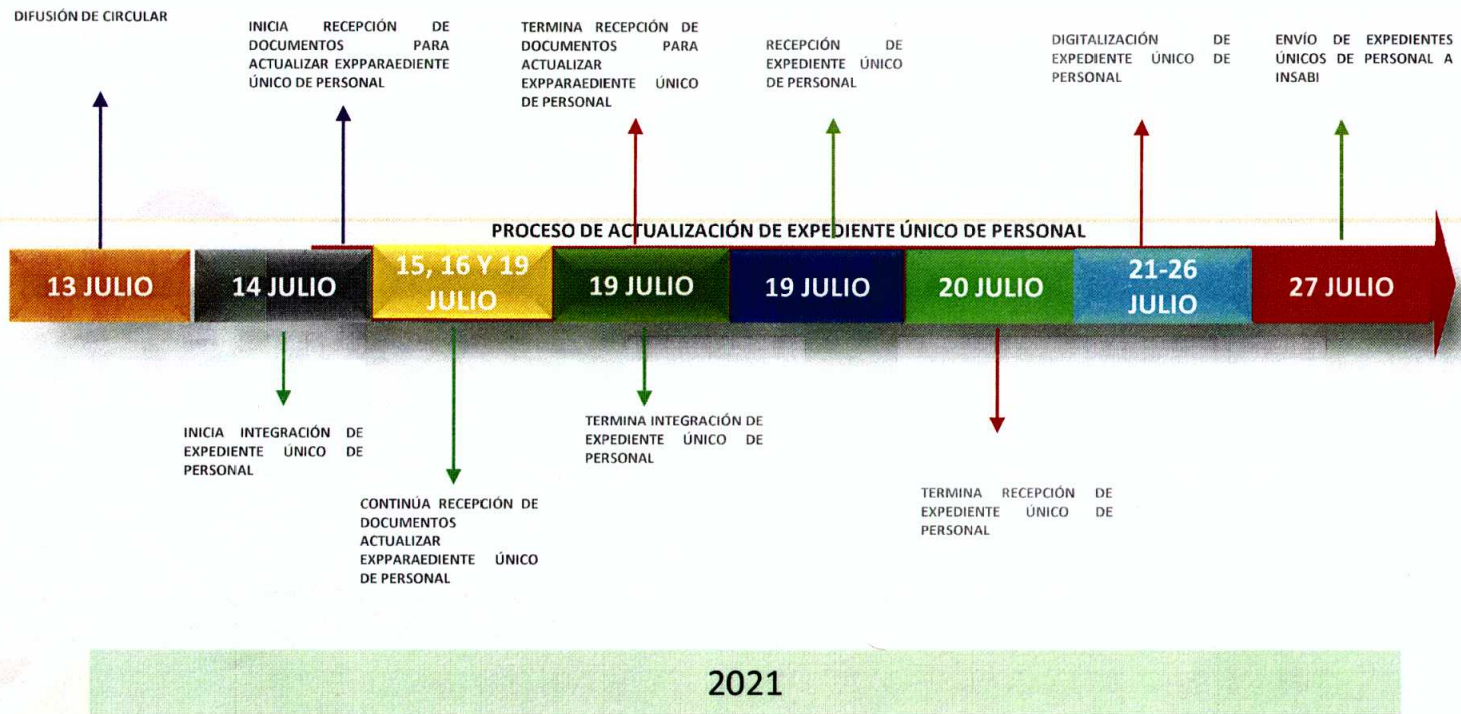 DIFUSIÓN DE CIRCULAR
INICIA RECEPCIÓN DE
DOCUMENTOS PARA
ACTUALIZAR EXPPARAEDIENTE
ÚNICO DE PERSONAL
TERMINA RECEPCIÓN DE
DOCUMENTOS PARA
ACTUALIZAR
EXPPARAEDIENTE ÚNICO
DE PERSONAL
RECEPCIÓN DE
EXPEDIENTE ÚNICO
DE PERSONAL
DIGITALIZACIÓN DE
EXPEDIENTE ÚNICO DE
PERSONAL
ENVÍO DE EXPEDIENTES
ÚNICOS DE PERSONAL A
INSABI
PROCESO DE ACTUALIZACIÓN DE EXPEDIENTE ÚNICO DE PERSONAL
13 JULIO
14 JULIO
15, 16 Y 19
JULIO
19 JULIO
19 JULIO
20 JULIO
21-26
JULIO
27 JULIO
INICIA INTEGRACIÓN DE
EXPEDIENTE ÚNICO DE
PERSONAL
CONTINÚA RECEPCIÓN DE
DOCUMENTOS
ACTUALIZAR
EXPPARAEDIENTE ÚNICO
DE PERSONAL
TERMINA INTEGRACIÓN DE
EXPEDIENTE ÚNICO DE
PERSONAL
TERMINA RECEPCIÓN DE
EXPEDIENTE ÚNICO DE
PERSONAL
2021